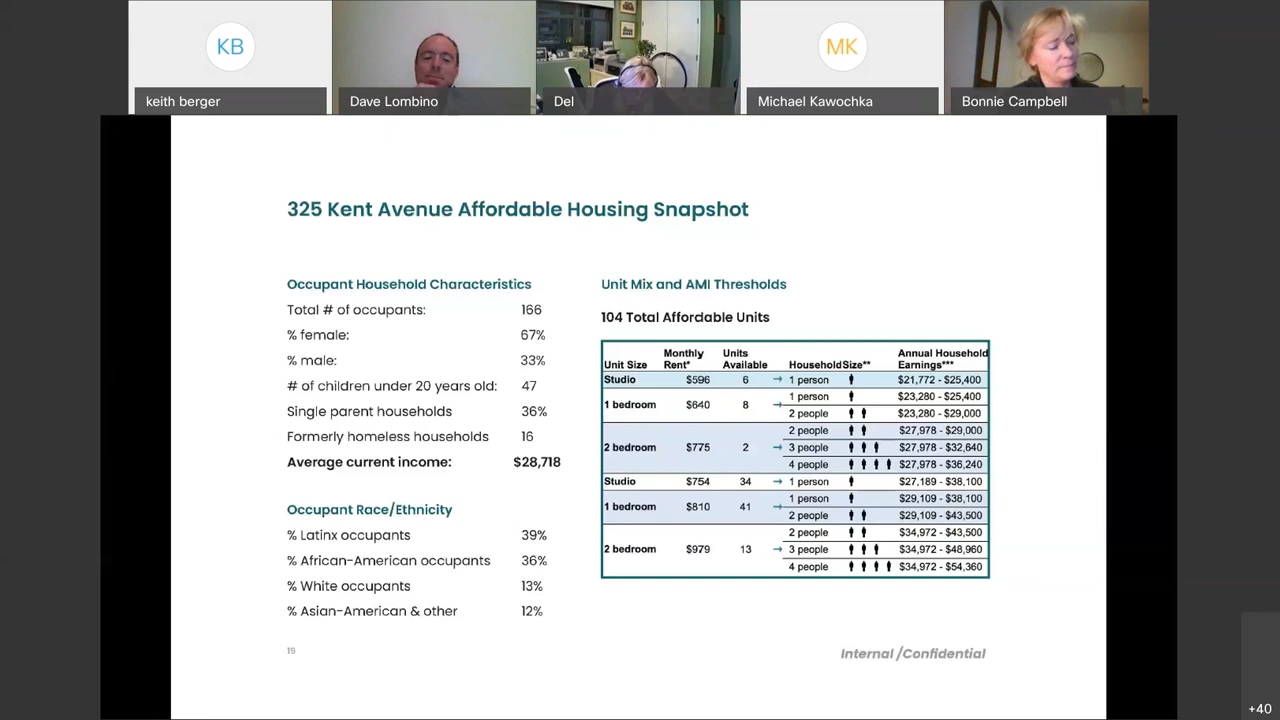 KB
MK
keith berger
Dave Lombino
Del
Michael Kawochka
Bonnie Campbell
325 Kent Avenue Affordable Housing Snapshot
Occupant Household Characteristics
Total # of occupants: 166
% female: 67%
% male: 33%
# of children under 20 years old: 47
Single parent households 36%
Formerly homeless households 16
Average current income: $28,718
Occupant Race/Ethnicity
% Latinx occupants 39%
% African-American occupants 36%
% White occupants 13%
% Asian-American & other 12%
19
Unit Mix and AMI Thresholds
104 Total Affordable Units
Unit Size Monthly Rent* Units Available HouseholdSize** Annual Household Earnings***
Studio $596 6 → 1 person $21,772 - $25,400
1 bedroom $640 8 → 1 person $23,280 - $25,400
2 people $23,280 - $29,000
2 bedroom $775 2 → 2 people $27,978 - $29,000
3 people $27,978 - $32,640
4 people $27,978 - $36,240
Studio $754 34 → 1 person $27,189 - $38,100
1 bedroom $810 41 → 1 person $29,109 - $38,100
2 people $29,109 - $43,500
2 bedroom $979 13 → 2 people $34,972 - $43,500
3 people $34,972 - $48,960
4 people $34,972 - $54,360
Internal /Confidential
+40